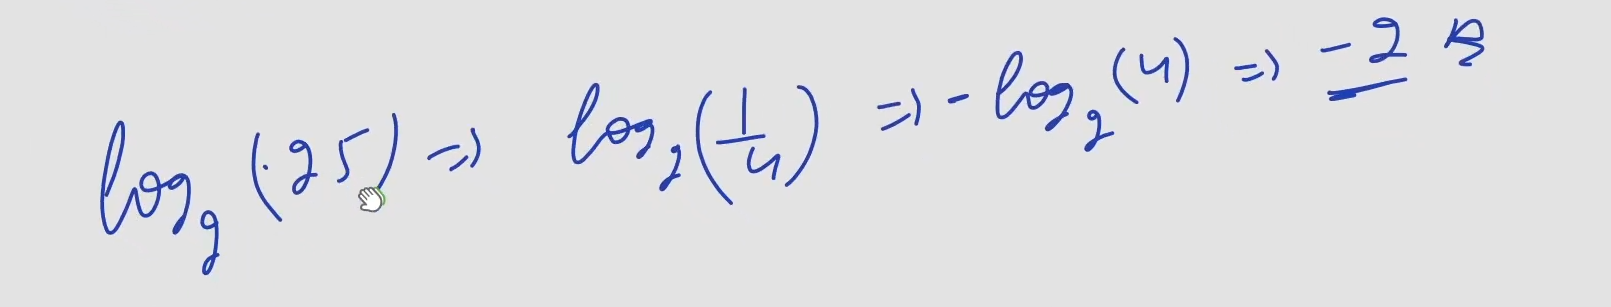 log₂(.25) => log₂(1/4) => -log₂(4) => -2